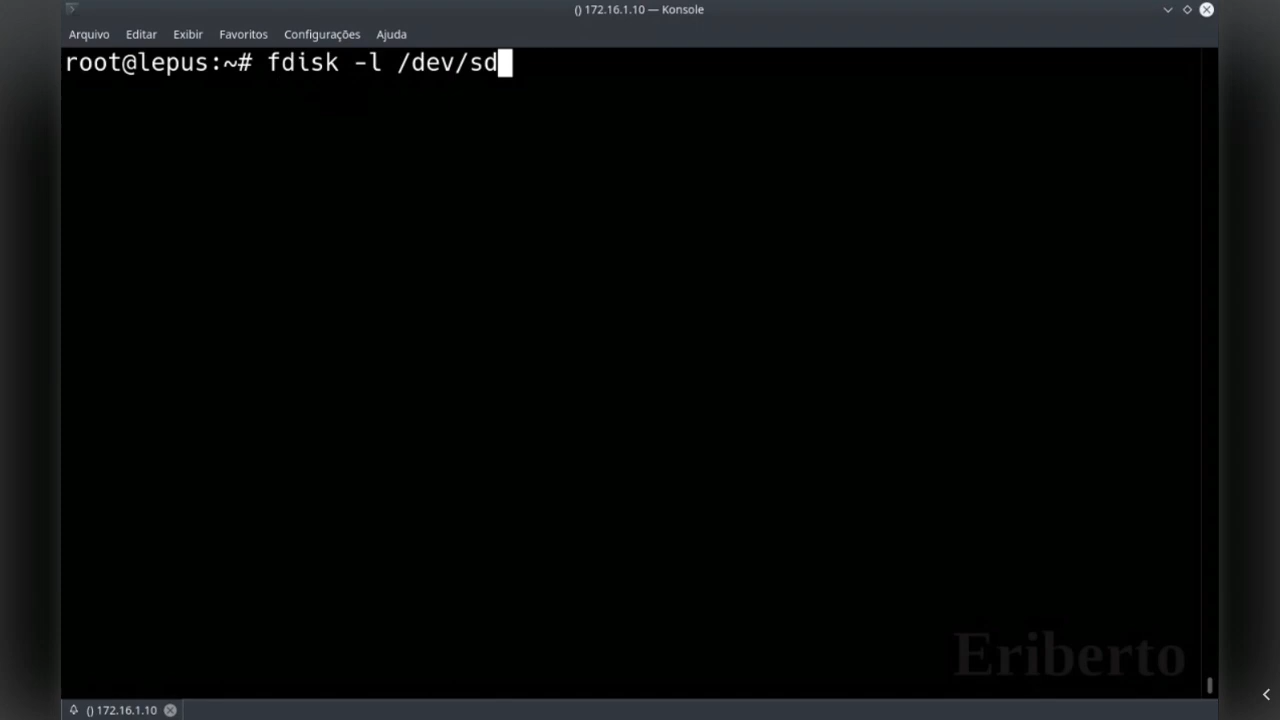 () 172.16.1.10 — Konsole
Arquivo Editar Exibir Favoritos Configurações Ajuda
root@lepus:~# fdisk -l /dev/sd
Eriberto
() 172.16.1.10